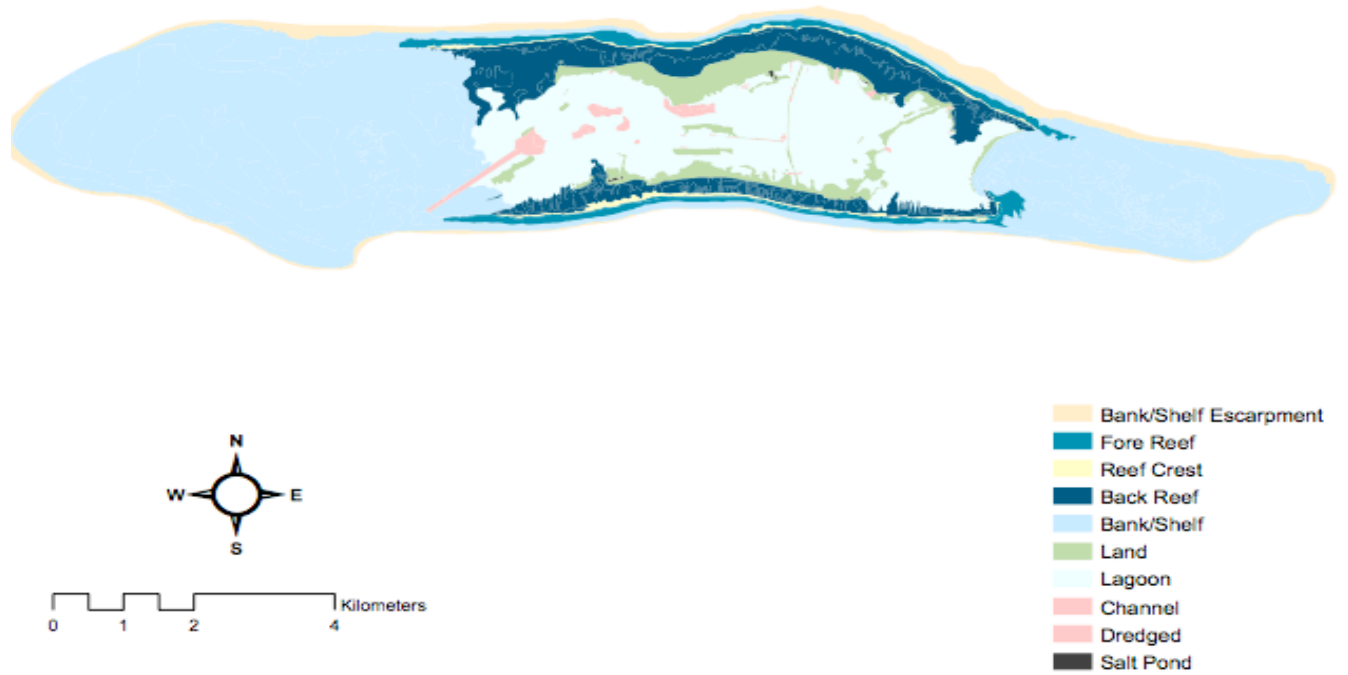 N
W E
S
Kilometers
0 1 2 4
Bank/Shelf Escarpment
Fore Reef
Reef Crest
Back Reef
Bank/Shelf
Land
Lagoon
Channel
Dredged
Salt Pond